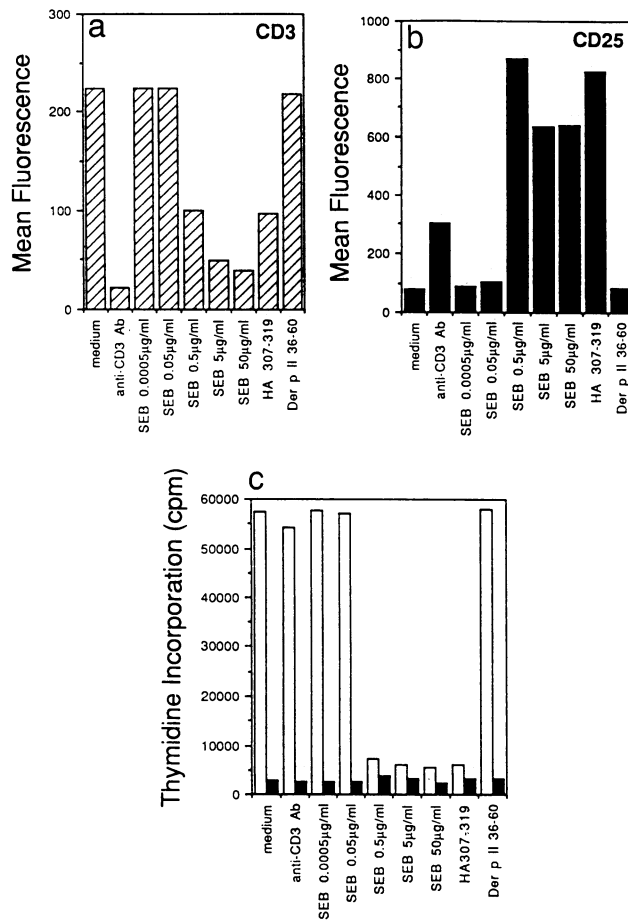 a
CD3
Mean Fluorescence
300
200
100
0
medium
anti-CD3 Ab
SEB 0.0005µg/ml
SEB 0.05µg/ml
SEB 0.5µg/ml
SEB 5µg/ml
SEB 50µg/ml
HA 307-319
Der p II 36-60
b
CD25
Mean Fluorescence
1000
800
600
400
200
0
medium
anti-CD3 Ab
SEB 0.0005µg/ml
SEB 0.05µg/ml
SEB 0.5µg/ml
SEB 5µg/ml
SEB 50µg/ml
HA 307-319
Der p II 36-60
c
Thymidine Incorporation (cpm)
60000
50000
40000
30000
20000
10000
0
medium
anti-CD3 Ab
SEB 0.0005µg/ml
SEB 0.05µg/ml
SEB 0.5µg/ml
SEB 5µg/ml
SEB 50µg/ml
HA307-319
Der p II 36-60